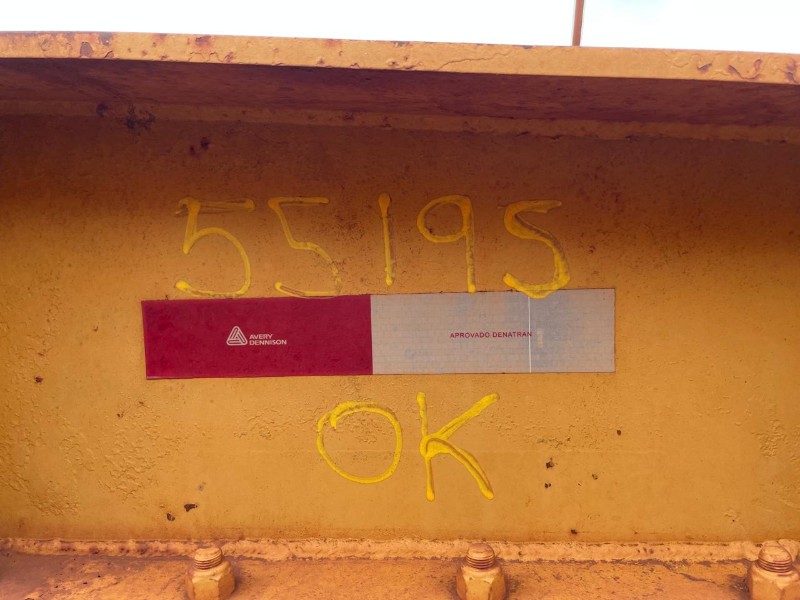 55195
AVERY
DENNISON
APROVADO DENATRAN
OK